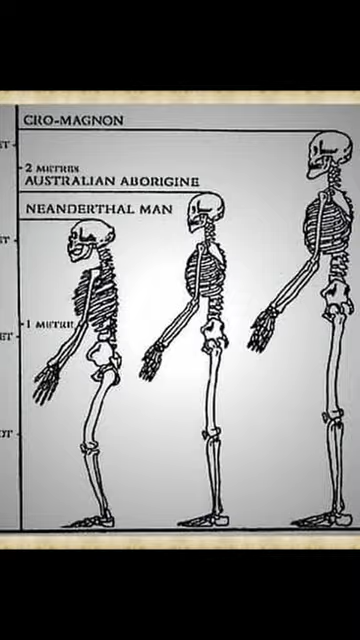 CRO-MAGNON
2 METRES
AUSTRALIAN ABORIGINE
NEANDERTHAL MAN
1 METRE